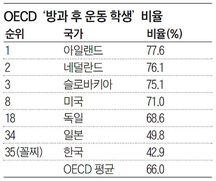 OECD ‘방과 후 운동 학생’ 비율
순위 국가 비율(%)
1 아일랜드 77.6
2 네덜란드 76.1
3 슬로바키아 75.1
8 미국 71.0
18 독일 68.6
34 일본 49.8
35(꼴찌) 한국 42.9
OECD 평균 66.0